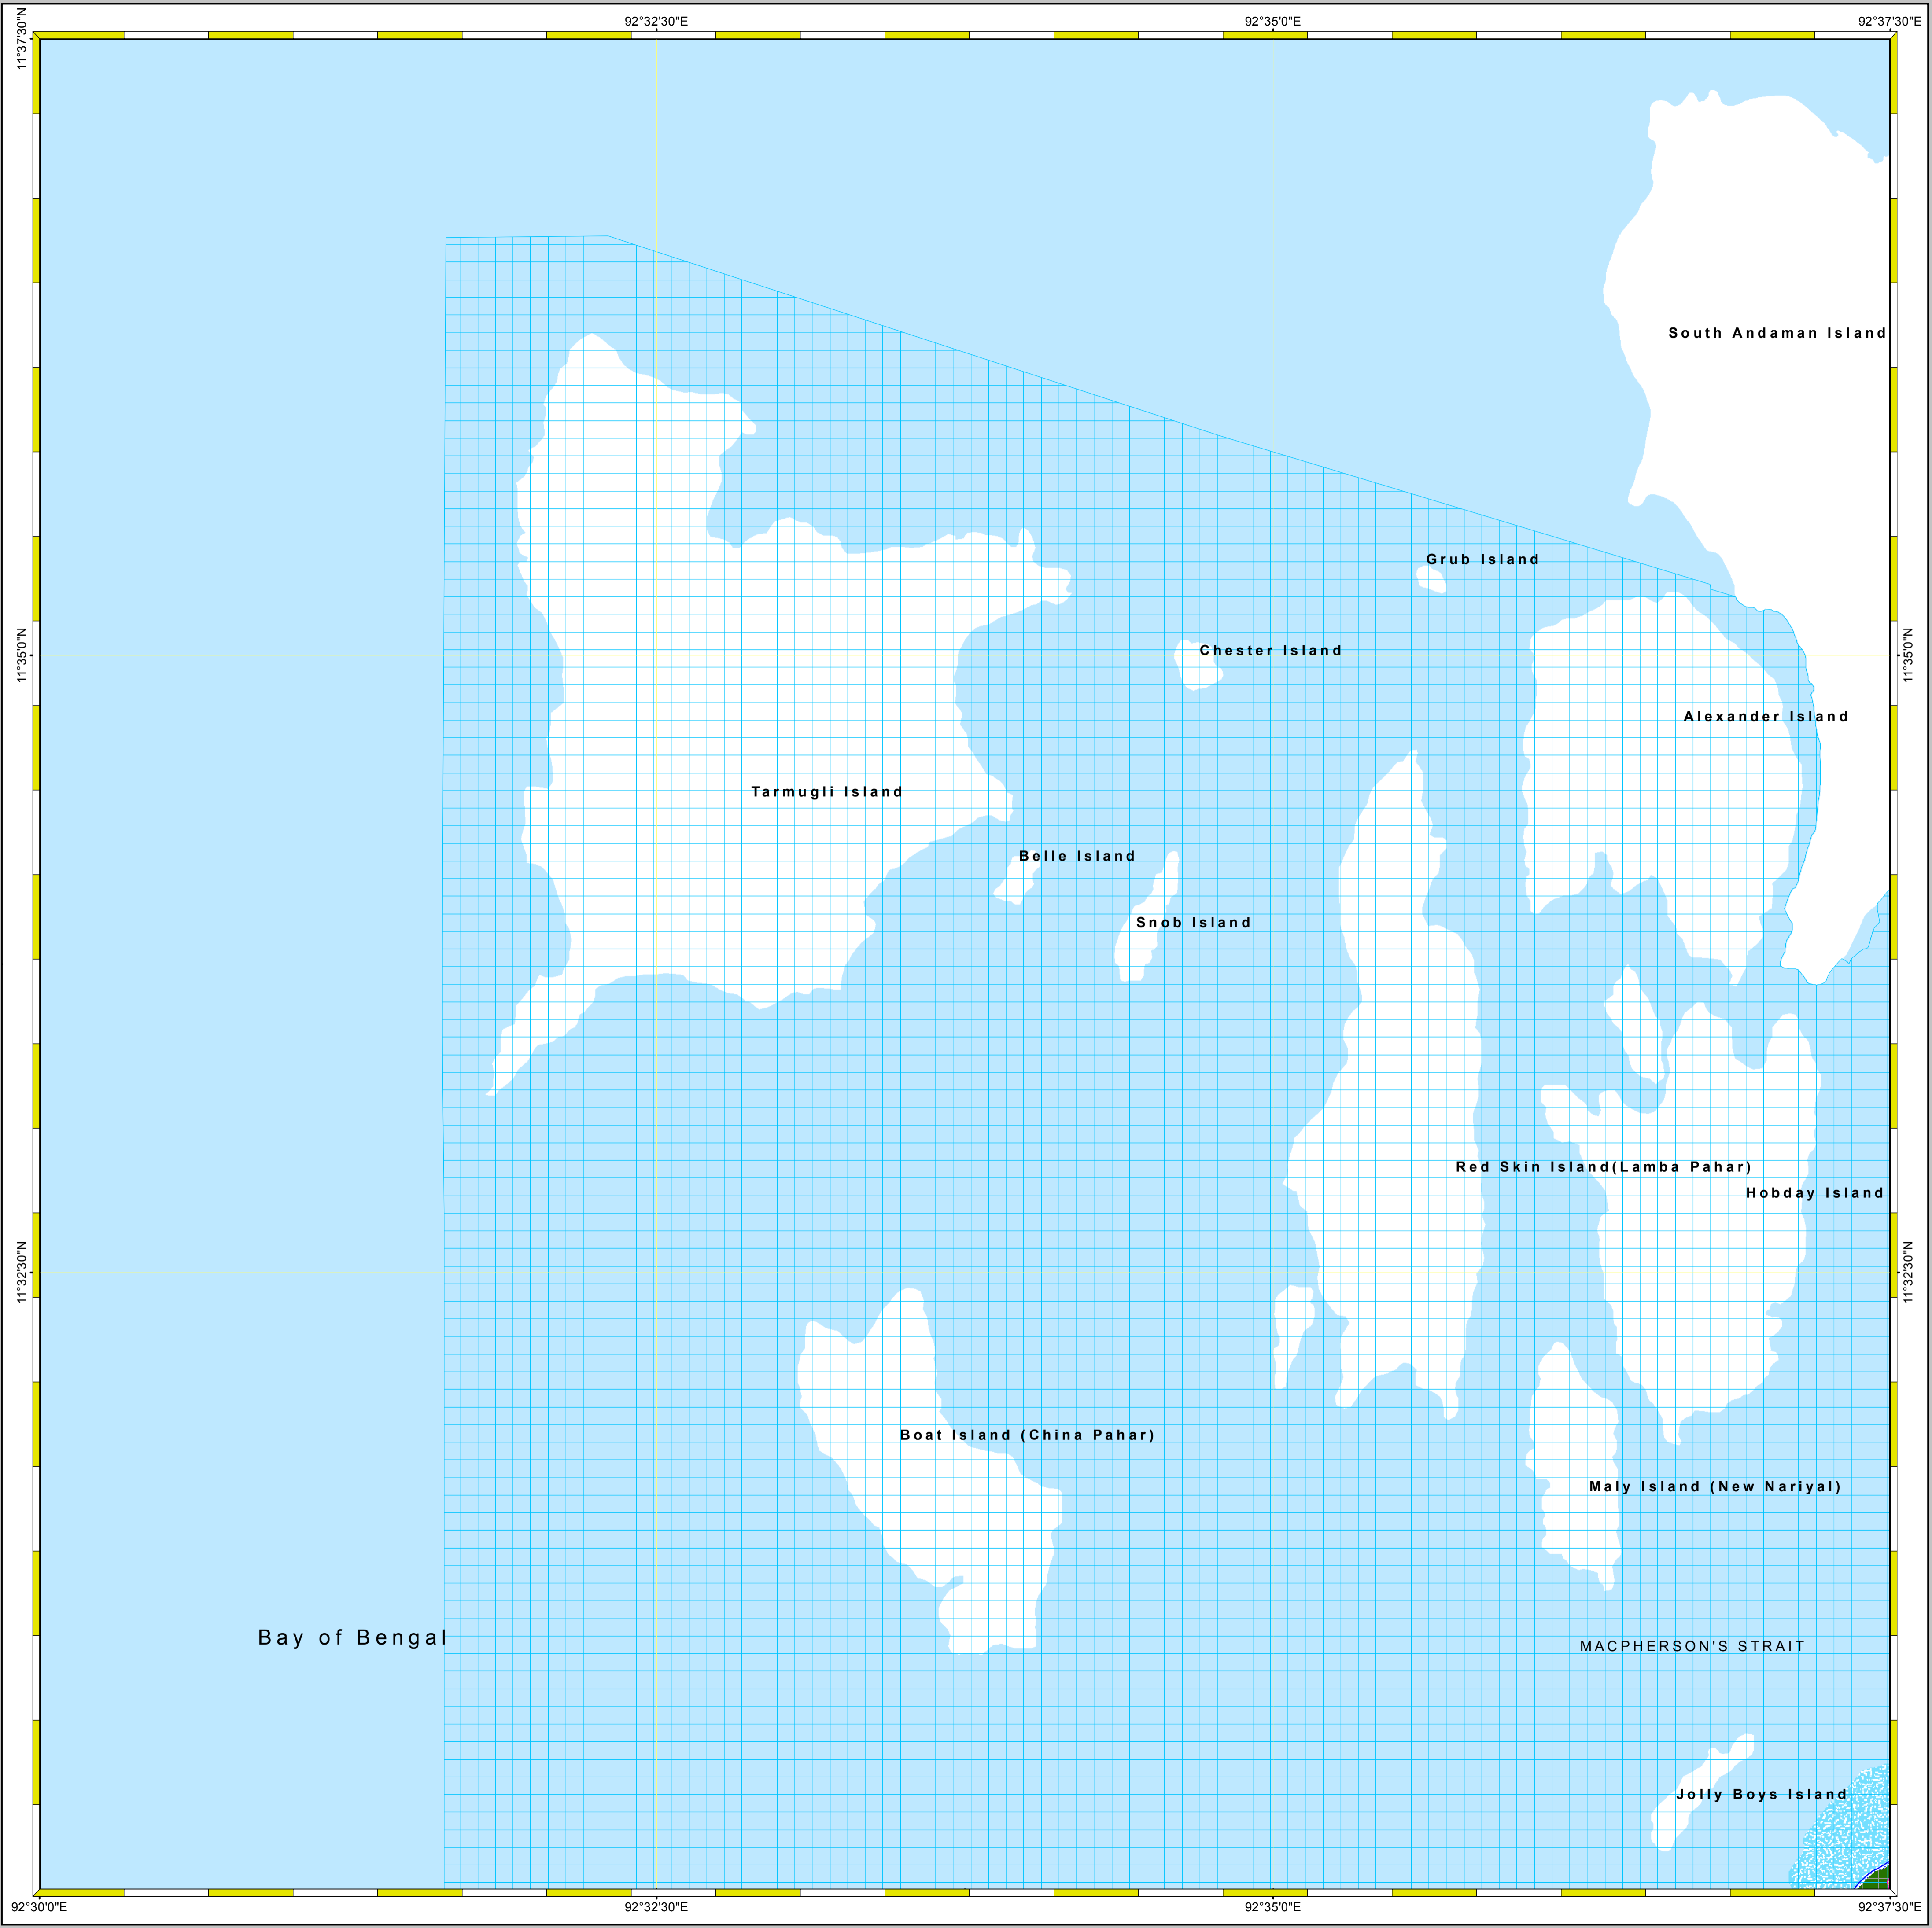 92°32'30"E
92°35'0"E
92°37'30"E
11°37'30"N
South Andaman Island
Grub Island
11°35'0"N
11°35'0"N
Chester Island
Alexander Island
Tarmugli Island
Belle Island
Snob Island
Red Skin Island(Lamba Pahar)
Hobday Island
11°32'30"N
11°32'30"N
Boat Island (China Pahar)
Maly Island (New Nariyal)
Bay of Bengal
MACPHERSON'S STRAIT
Jolly Boys Island
92°30'0"E
92°32'30"E
92°35'0"E
92°37'30"E